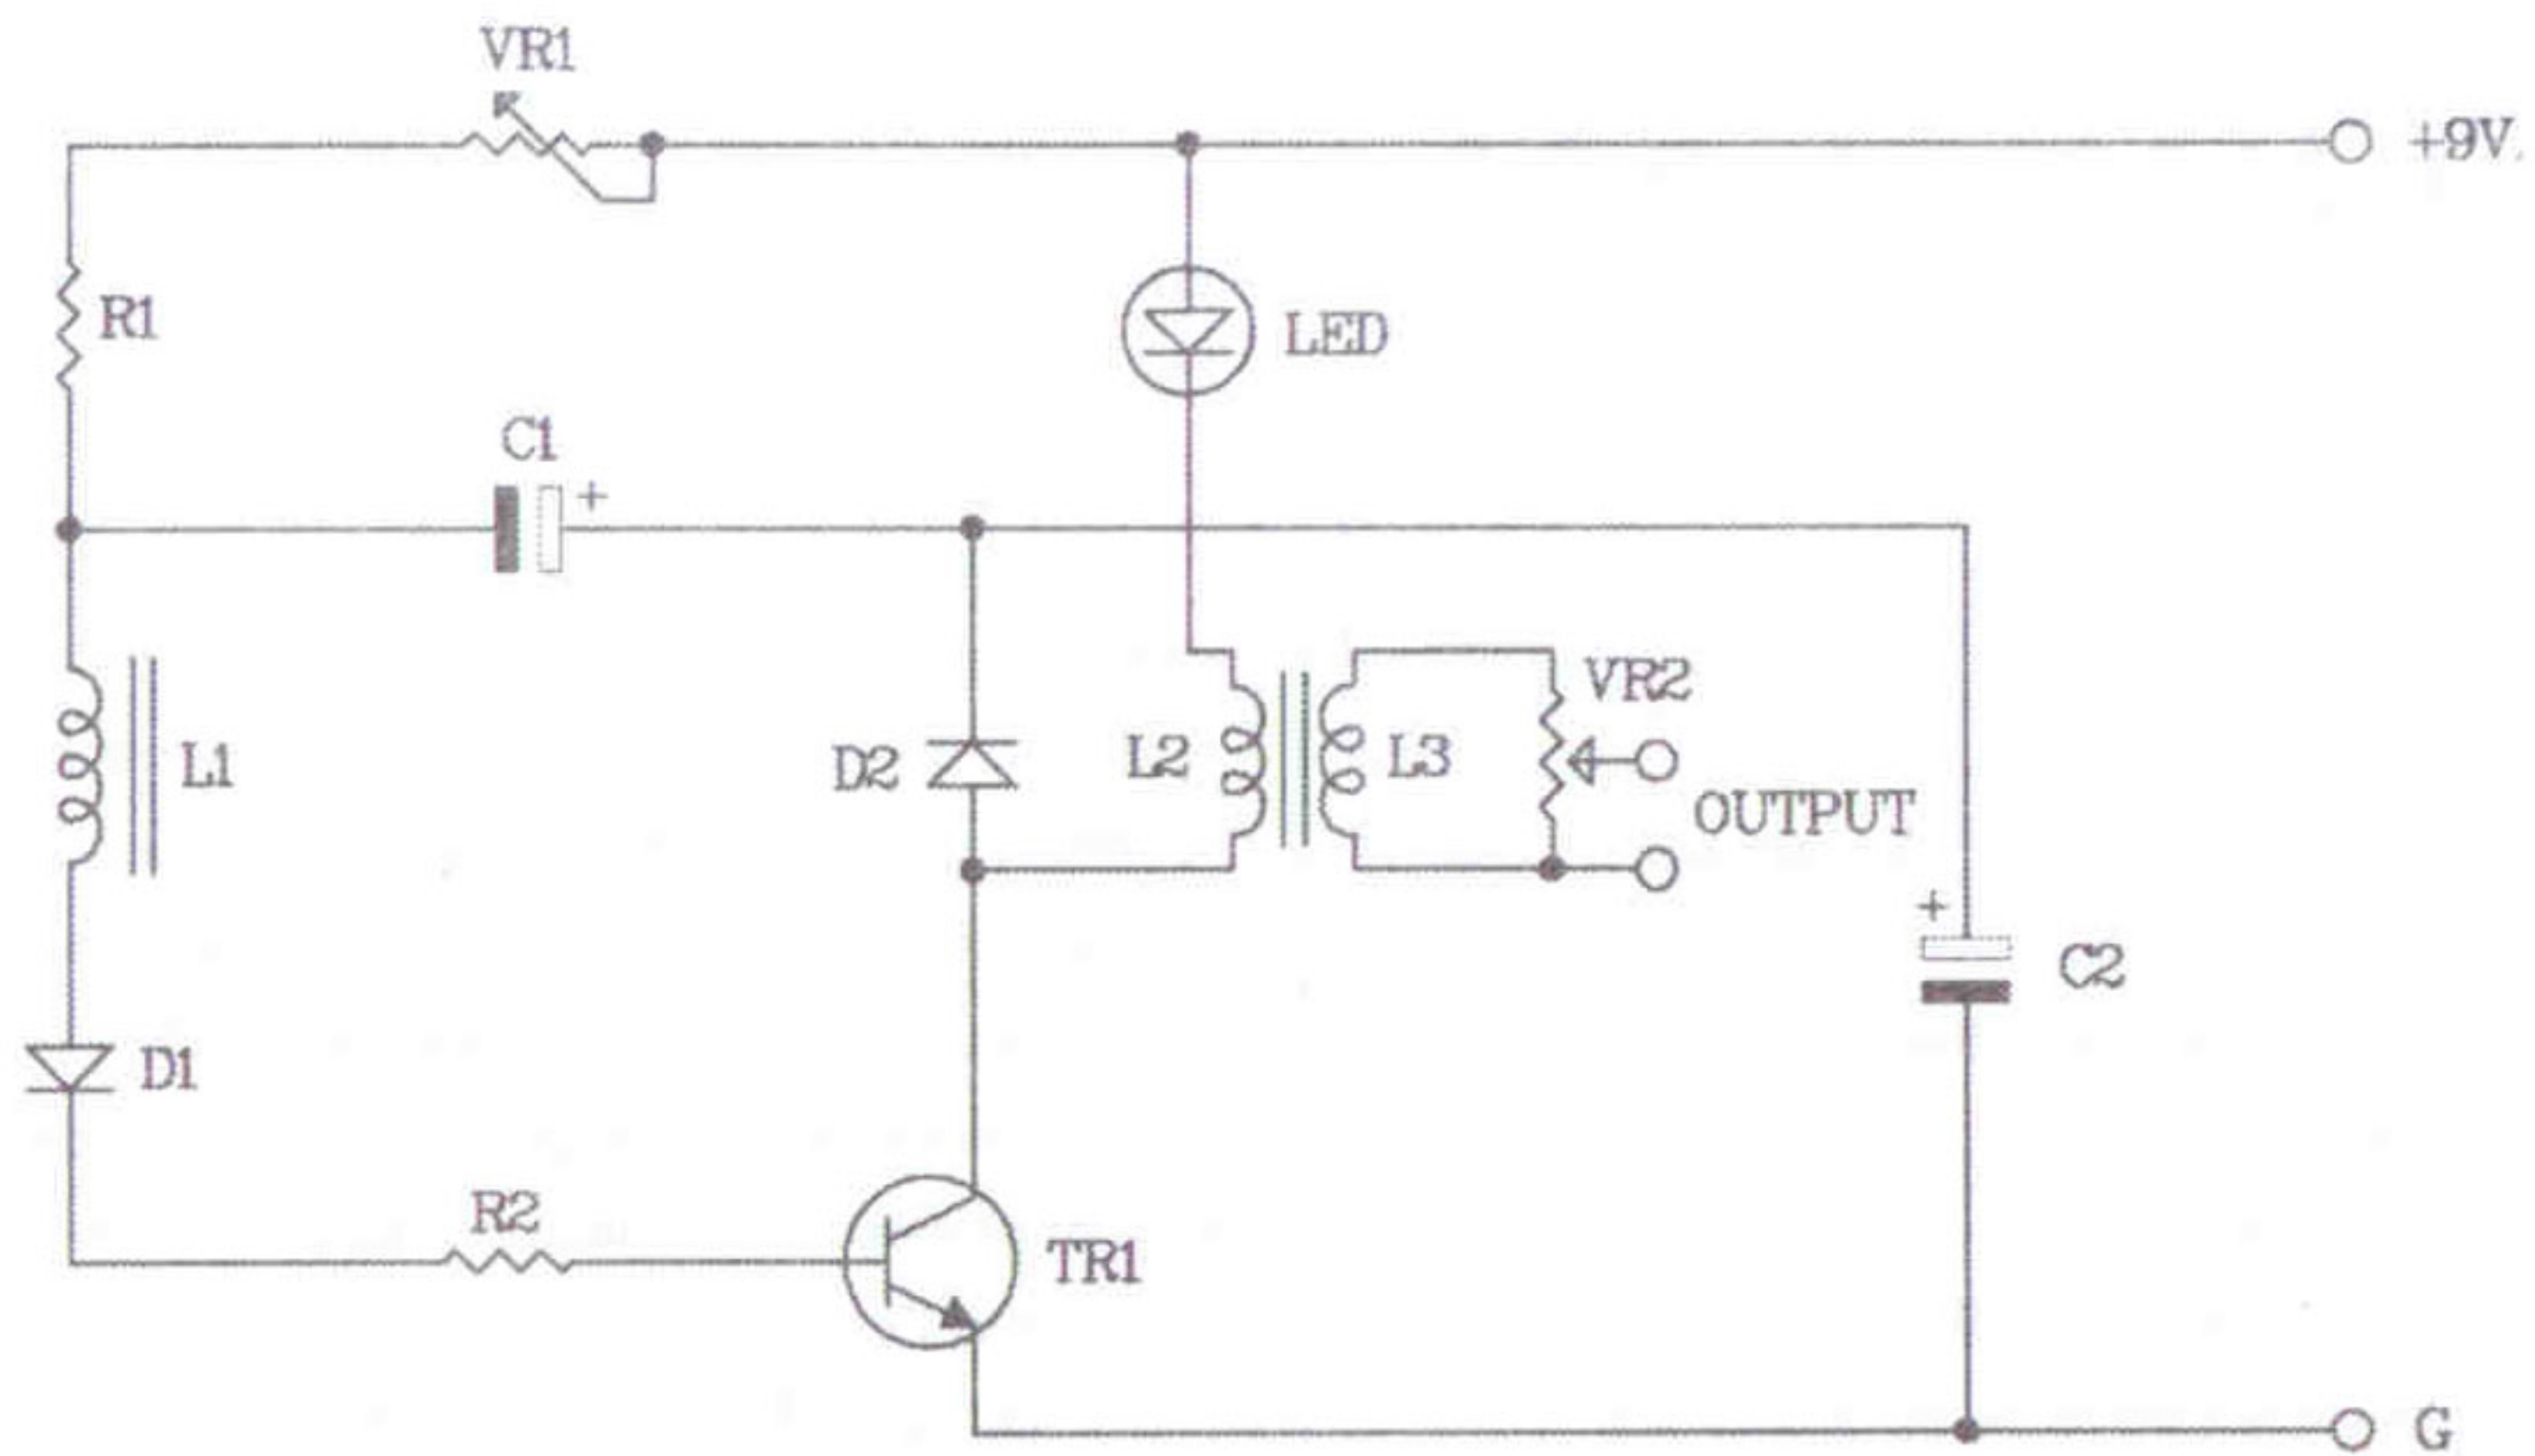 VR1
+9V.
R1
LED
C1
+
VR2
L1
D2
L2
L3
OUTPUT
+
C2
D1
R2
TR1
G